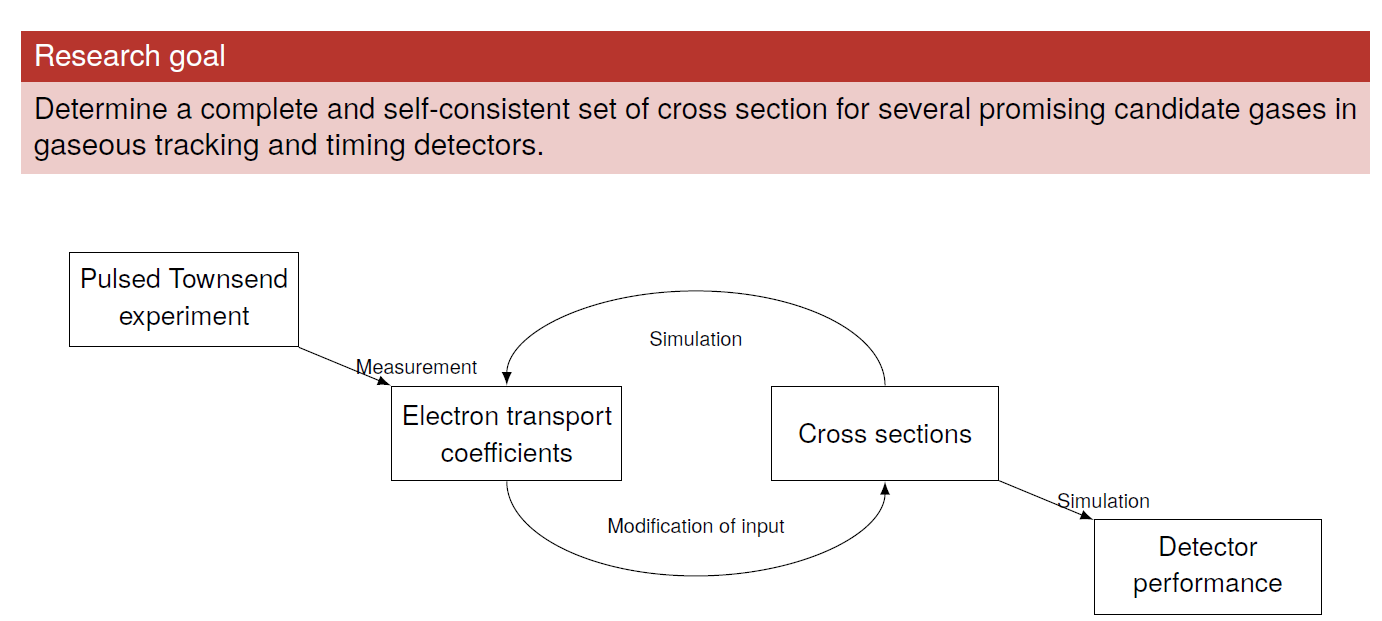 Research goal
Determine a complete and self-consistent set of cross section for several promising candidate gases in
gaseous tracking and timing detectors.
Pulsed Townsend
experiment
Measurement
Simulation
Electron transport
coefficients
Cross sections
Modification of input
Simulation
Detector
performance